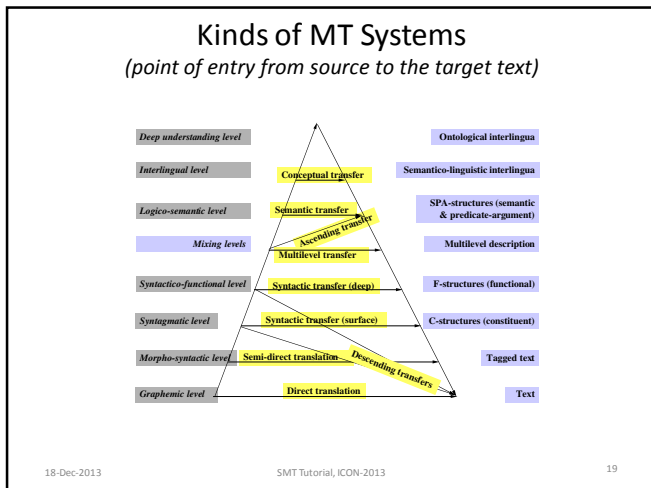 Kinds of MT Systems
(point of entry from source to the target text)
Deep understanding level
Ontological interlingua
Interlingual level
Conceptual transfer
Semantico-linguistic interlingua
Logico-semantic level
Semantic transfer
SPA-structures (semantic
& predicate-argument)
Ascending transfer
Mixing levels
Multilevel transfer
Multilevel description
Syntactico-functional level
Syntactic transfer (deep)
F-structures (functional)
Syntagmatic level
Syntactic transfer (surface)
C-structures (constituent)
Morpho-syntactic level
Semi-direct translation
Descending transfers
Tagged text
Graphemic level
Direct translation
Text
18-Dec-2013
SMT Tutorial, ICON-2013
19